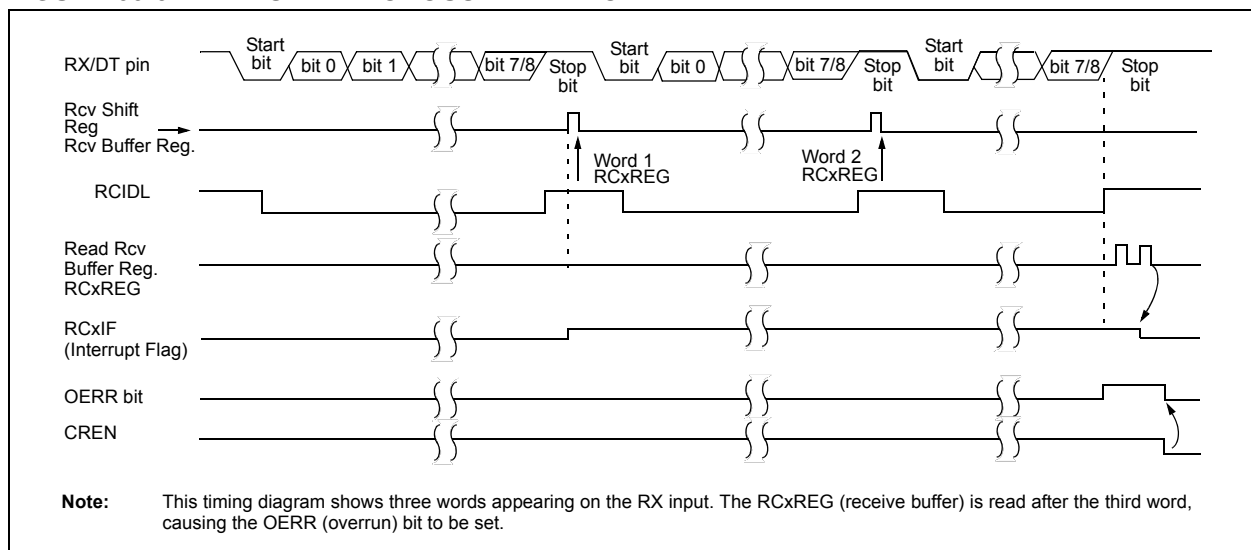 RX/DT pin
Start
bit
bit 0
bit 1
bit 7/8
Stop
bit
Start
bit
bit 0
bit 7/8
Stop
bit
Start
bit
bit 7/8
Stop
bit
Rcv Shift
Reg
Rcv Buffer Reg.
Word 1
RCxREG
Word 2
RCxREG
RCIDL
Read Rcv
Buffer Reg.
RCxREG
RCxIF
(Interrupt Flag)
OERR bit
CREN
Note: This timing diagram shows three words appearing on the RX input. The RCxREG (receive buffer) is read after the third word,
causing the OERR (overrun) bit to be set.